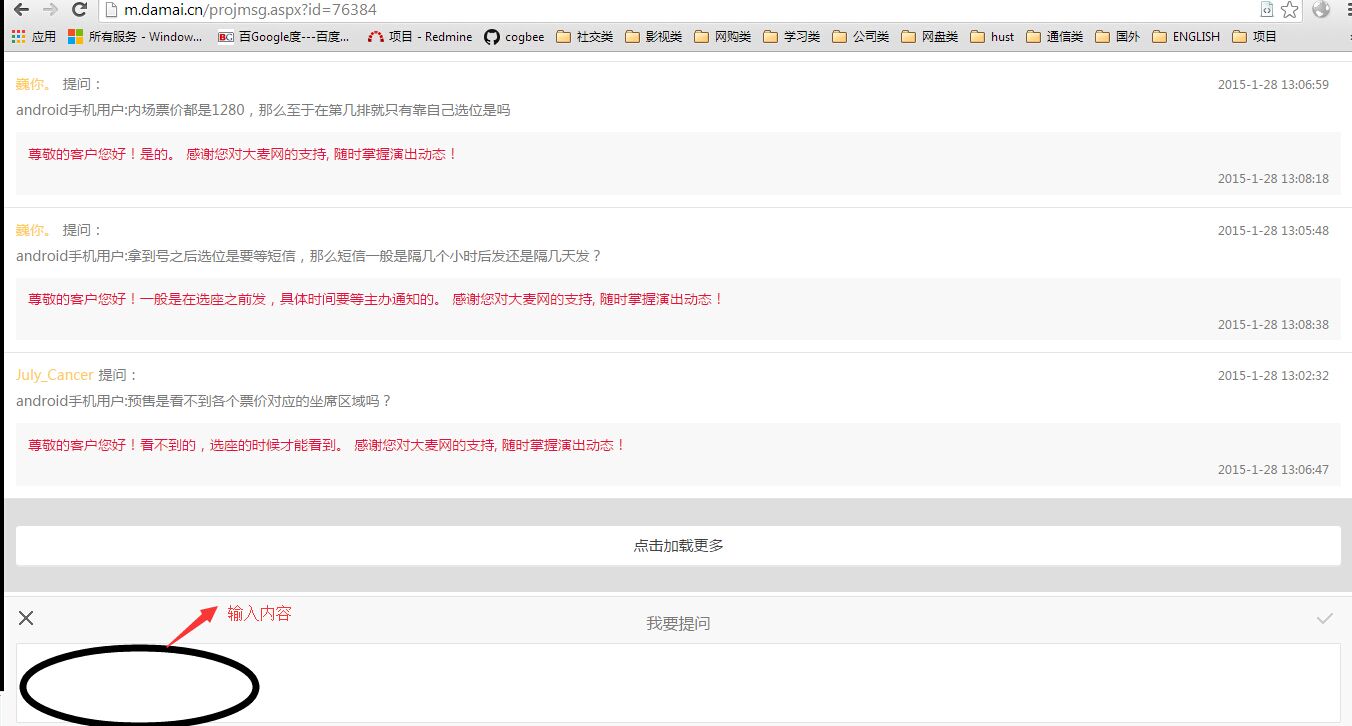 m.damai.cn/projmsg.aspx?id=76384
应用 所有服务 - Window... 百Google度---百度... 项目 - Redmine cogbee 社交类 影视类 网购类 学习类 公司类 网盘类 hust 通信类 国外 ENGLISH 项目
巍你。 提问： 2015-1-28 13:06:59
android手机用户:内场票价都是1280，那么至于在第几排就只有靠自己选位是吗
尊敬的客户您好！是的。 感谢您对大麦网的支持, 随时掌握演出动态！
2015-1-28 13:08:18
巍你。 提问： 2015-1-28 13:05:48
android手机用户:拿到号之后选位是要等短信，那么短信一般是隔几个小时后发还是隔几天发？
尊敬的客户您好！一般是在选座之前发，具体时间要等主办通知的。 感谢您对大麦网的支持, 随时掌握演出动态！
2015-1-28 13:08:38
July_Cancer 提问： 2015-1-28 13:02:32
android手机用户:预售是看不到各个票价对应的坐席区域吗？
尊敬的客户您好！看不到的，选座的时候才能看到。 感谢您对大麦网的支持, 随时掌握演出动态！
2015-1-28 13:06:47
点击加载更多
输入内容
我要提问